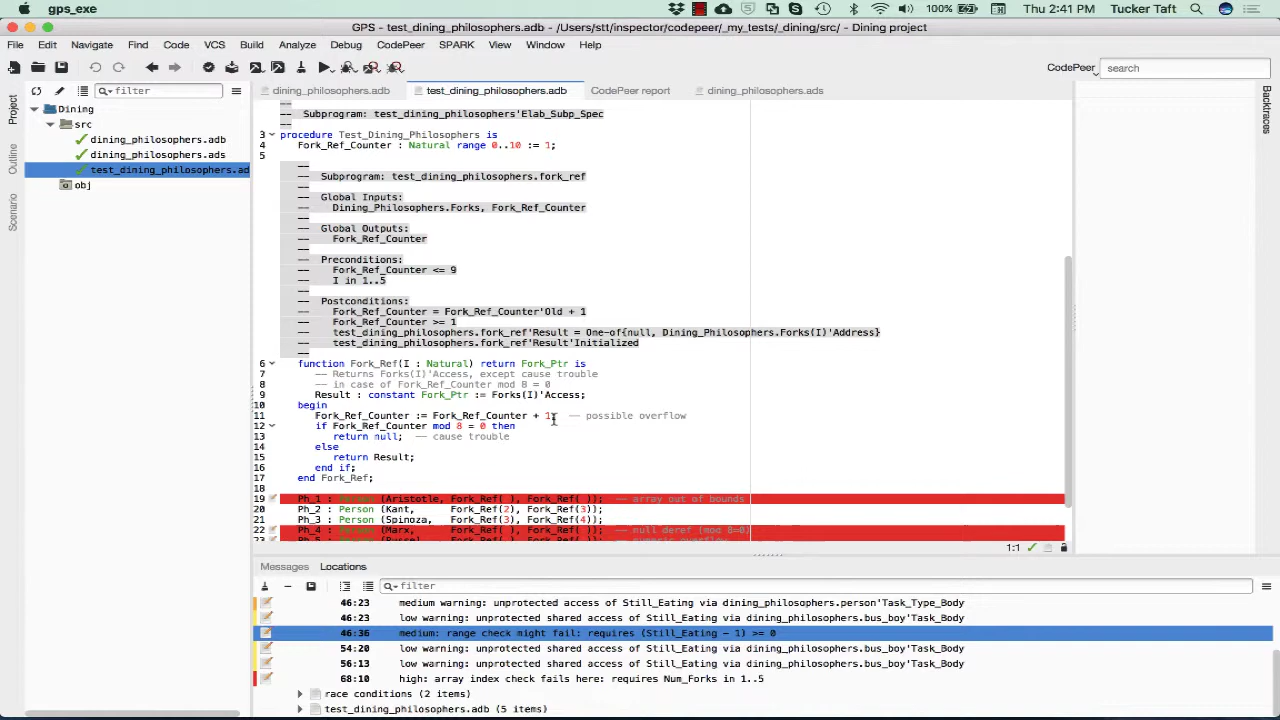 gps_exe
100%
Thu 2:41 PM
Tucker Taft
GPS - test_dining_philosophers.adb - /Users/stt/inspector/codepeer/_my_tests/_dining/src/ - Dining project
File Edit Navigate Find Code VCS Build Analyze Debug CodePeer SPARK View Window Help
CodePeer
search
filter
dining_philosophers.adb
test_dining_philosophers.adb
CodePeer report
dining_philosophers.ads
Project
Outline
Scenario
Backtraces
Dining
src
dining_philosophers.adb
dining_philosophers.ads
test_dining_philosophers.ad
obj
--
-- Subprogram: test_dining_philosophers'Elab_Subp_Spec
--
3 procedure Test_Dining_Philosophers is
4 Fork_Ref_Counter : Natural range 0..10 := 1;
5
--
-- Subprogram: test_dining_philosophers.fork_ref
--
-- Global Inputs:
-- Dining_Philosophers.Forks, Fork_Ref_Counter
--
-- Global Outputs:
-- Fork_Ref_Counter
--
-- Preconditions:
-- Fork_Ref_Counter <= 9
-- I in 1..5
--
-- Postconditions:
-- Fork_Ref_Counter = Fork_Ref_Counter'Old + 1
-- Fork_Ref_Counter >= 1
-- test_dining_philosophers.fork_ref'Result = One-of{null, Dining_Philosophers.Forks(I)'Address}
-- test_dining_philosophers.fork_ref'Result'Initialized
--
6 function Fork_Ref(I : Natural) return Fork_Ptr is
7 -- Returns Forks(I)'Access, except cause trouble
8 -- in case of Fork_Ref_Counter mod 8 = 0
9 Result : constant Fork_Ptr := Forks(I)'Access;
10 begin
11 Fork_Ref_Counter := Fork_Ref_Counter + 1; -- possible overflow
12 if Fork_Ref_Counter mod 8 = 0 then
13 return null; -- cause trouble
14 else
15 return Result;
16 end if;
17 end Fork_Ref;
18
19 Ph_1 : Person (Aristotle, Fork_Ref( ), Fork_Ref( )); -- array out of bounds
20 Ph_2 : Person (Kant, Fork_Ref(2), Fork_Ref(3));
21 Ph_3 : Person (Spinoza, Fork_Ref(3), Fork_Ref(4));
22 Ph_4 : Person (Marx, Fork_Ref( ), Fork_Ref( )); -- null deref (mod 8=0)
23
1:1
Messages
Locations
filter
46:23 medium warning: unprotected access of Still_Eating via dining_philosophers.person'Task_Type_Body
46:23 low warning: unprotected shared access of Still_Eating via dining_philosophers.bus_boy'Task_Body
46:36 medium: range check might fail: requires (Still_Eating - 1) >= 0
54:20 low warning: unprotected shared access of Still_Eating via dining_philosophers.bus_boy'Task_Body
56:13 low warning: unprotected shared access of Still_Eating via dining_philosophers.bus_boy'Task_Body
68:10 high: array index check fails here: requires Num_Forks in 1..5
race conditions (2 items)
test_dining_philosophers.adb (5 items)